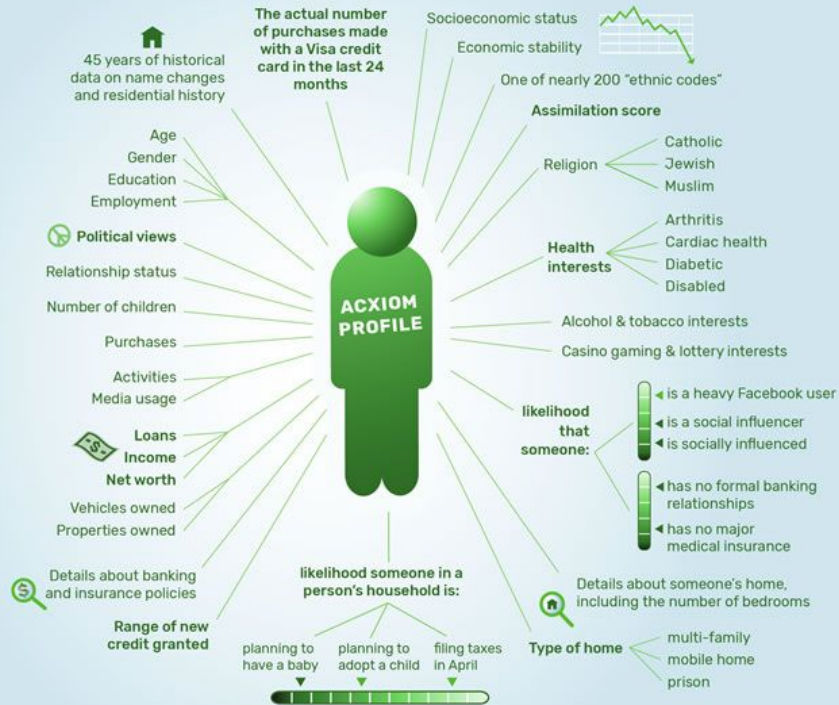 The actual number
of purchases made
with a Visa credit
card in the last 24
months
Socioeconomic status
Economic stability
One of nearly 200 “ethnic codes”
Assimilation score
Religion
Catholic
Jewish
Muslim
Health
interests
Arthritis
Cardiac health
Diabetic
Disabled
Alcohol & tobacco interests
Casino gaming & lottery interests
likelihood
that
someone:
is a heavy Facebook user
is a social influencer
is socially influenced
has no formal banking
relationships
has no major
medical insurance
Details about someone’s home,
including the number of bedrooms
Type of home
multi-family
mobile home
prison
45 years of historical
data on name changes
and residential history
Age
Gender
Education
Employment
Political views
Relationship status
Number of children
Purchases
Activities
Media usage
-$-
Loans
Income
Net worth
Vehicles owned
Properties owned
$
Details about banking
and insurance policies
Range of new
credit granted
likelihood someone in a
person’s household is:
planning to
have a baby
planning to
adopt a child
filing taxes
in April
ACXIOM
PROFILE